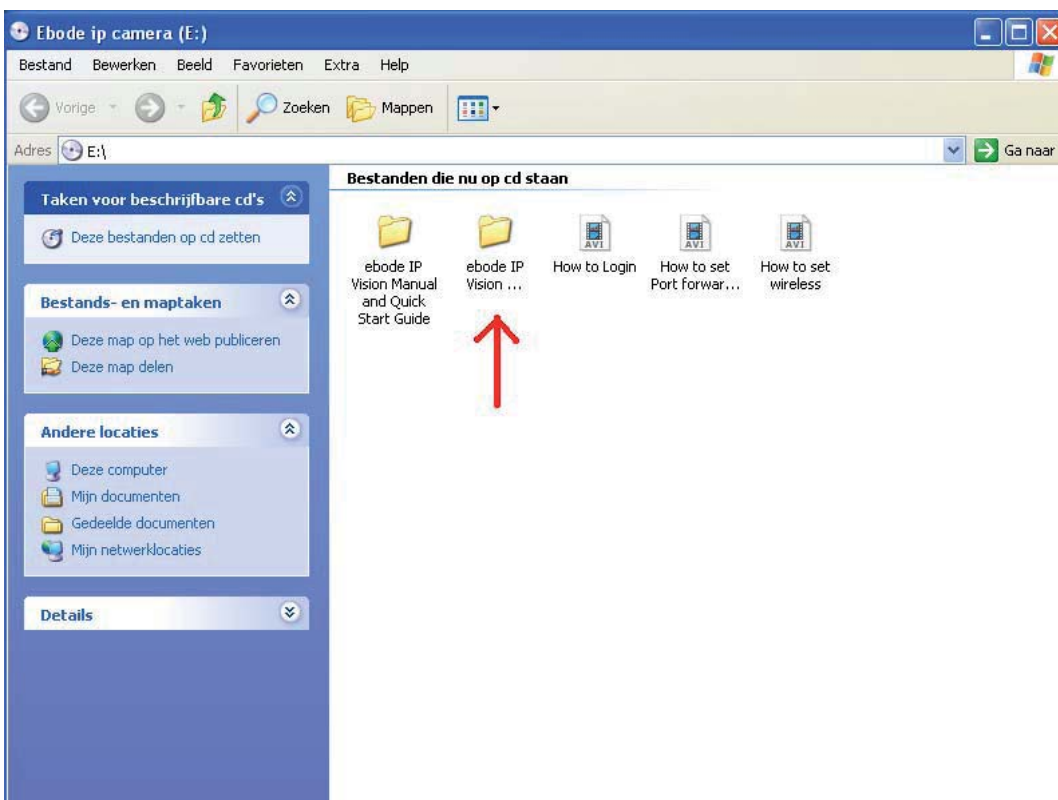 Ebode ip camera (E:)
Bestand Bewerken Beeld Favorieten Extra Help
Vorige Zoeken Mappen
Adres E:\ Ga naar
Taken voor beschrijfbare cd's
Deze bestanden op cd zetten
Bestands- en maptaken
Deze map op het web publiceren
Deze map delen
Andere locaties
Deze computer
Mijn documenten
Gedeelde documenten
Mijn netwerklocaties
Details
Bestanden die nu op cd staan
ebode IP
Vision Manual
and Quick
Start Guide
ebode IP
Vision ...
AVI
How to Login
AVI
How to set
Port forwar...
AVI
How to set
wireless